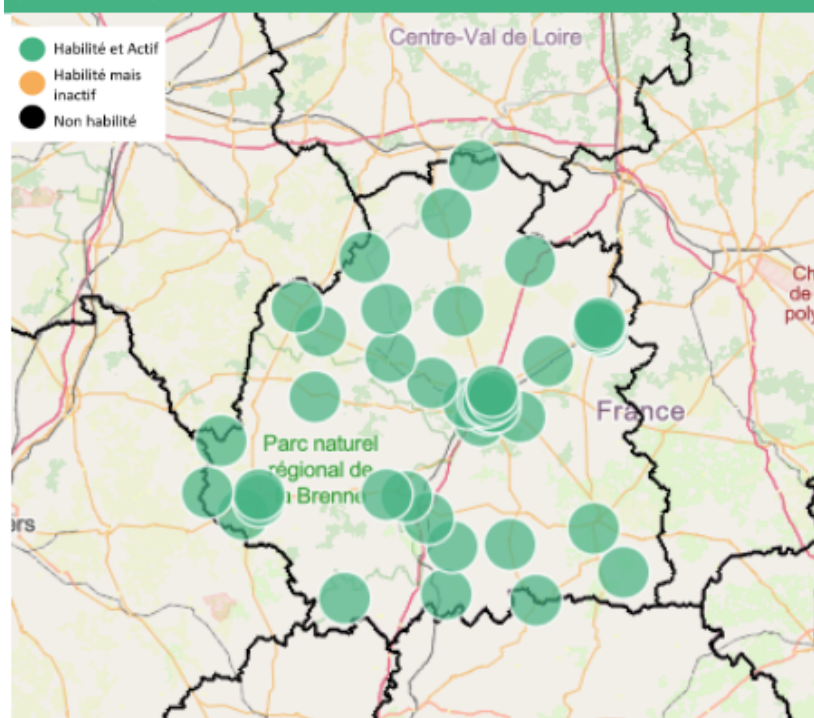 Centre-Val de Loire
Habilité et Actif
Habilité mais
inactif
Non habilité
Ch
de
poly
France
Parc naturel
régional de
la Brenne
ers